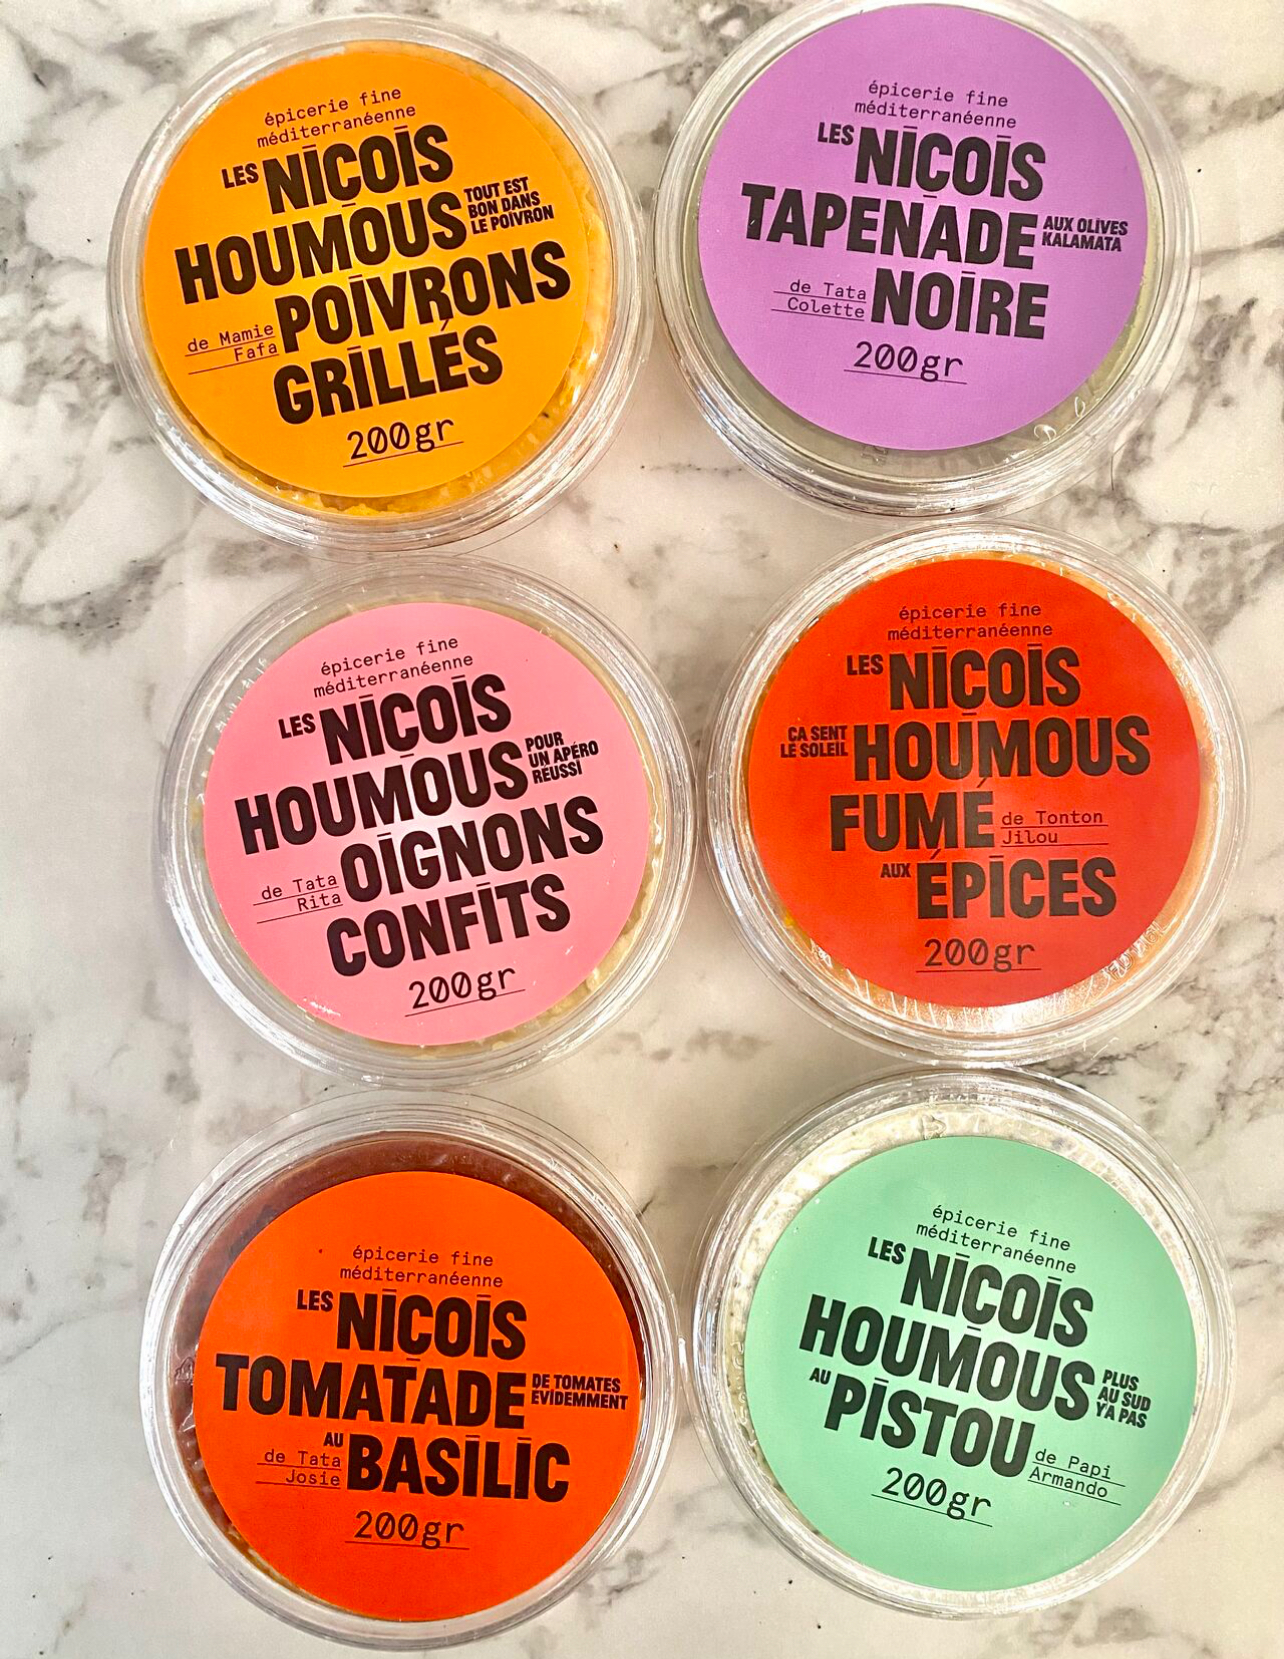 épicerie fine
méditerranéenne
LES NIÇOIS
HOUMOUS TOUT EST
BON DANS
LE POIVRON
de Mamie
Fafa
POIVRONS
GRILLÉS
200gr
épicerie fine
méditerranéenne
LES NIÇOIS
TAPENADE AUX OLIVES
KALAMATA
de Tata
Colette
NOIRE
200gr
épicerie fine
méditerranéenne
LES NIÇOIS
HOUMOUS POUR
UN APÉRO
RÉUSSI
de Tata
Rita
OIGNONS
CONFITS
200gr
épicerie fine
méditerranéenne
LES NIÇOIS
ÇA SENT
LE SOLEIL
HOUMOUS
FUMÉ de Tonton
Jilou
AUX ÉPICES
200gr
épicerie fine
méditerranéenne
LES NIÇOIS
TOMATADE DE TOMATES
ÉVIDEMMENT
AU
de Tata
Josie
BASILIC
200gr
épicerie fine
méditerranéenne
LES NIÇOIS
HOUMOUS PLUS
AU SUD
YA PAS
AU PISTOU
de Papi
Armando
200gr